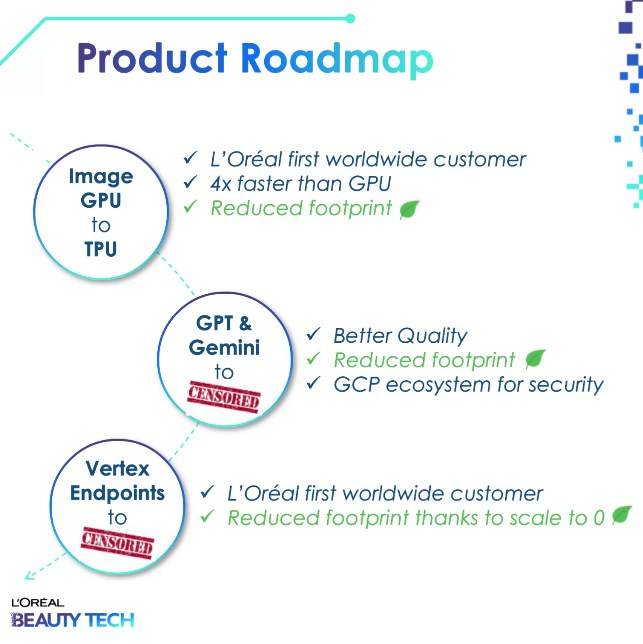 Product Roadmap
Image
GPU
to
TPU
L'Oréal first worldwide customer
4x faster than GPU
Reduced footprint
GPT &
Gemini
to
CENSORED
Better Quality
Reduced footprint
GCP ecosystem for security
Vertex
Endpoints
to
CENSORED
L'Oréal first worldwide customer
Reduced footprint thanks to scale to 0
L'ORÉAL
BEAUTY TECH